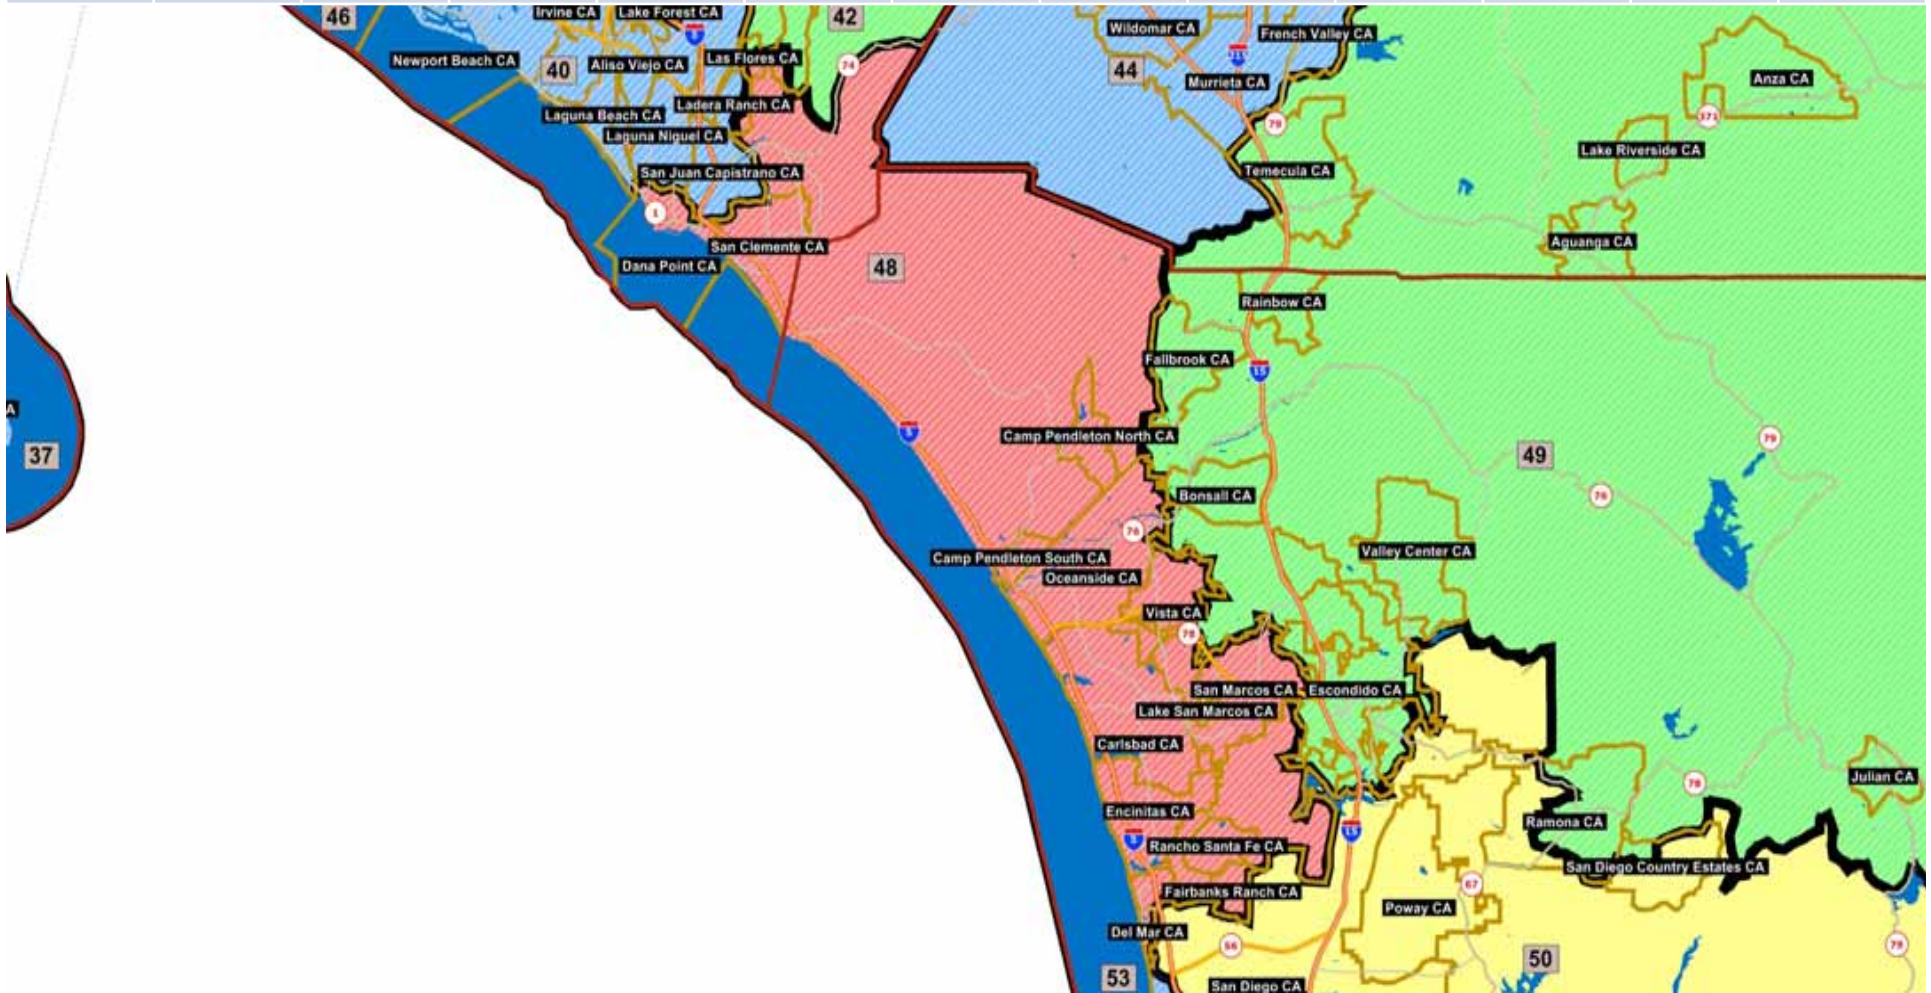 46
Irvine CA
Lake Forest CA
5
42
Wildomar CA
French Valley CA
Newport Beach CA
40
Aliso Viejo CA
Las Flores CA
74
44
15
Murrieta CA
Anza CA
Laguna Beach CA
Ladera Ranch CA
79
371
Laguna Niguel CA
Lake Riverside CA
San Juan Capistrano CA
Temecula CA
1
San Clemente CA
Aguanga CA
Dana Point CA
48
Rainbow CA
Fallbrook CA
15
A
37
5
Camp Pendleton North CA
79
49
Bonsall CA
76
76
Camp Pendleton South CA
Valley Center CA
Oceanside CA
Vista CA
78
San Marcos CA
Escondido CA
Lake San Marcos CA
Carlsbad CA
Julian CA
78
Encinitas CA
Ramona CA
5
15
Rancho Santa Fe CA
San Diego Country Estates CA
67
Fairbanks Ranch CA
Poway CA
Del Mar CA
56
79
50
53
San Diego CA